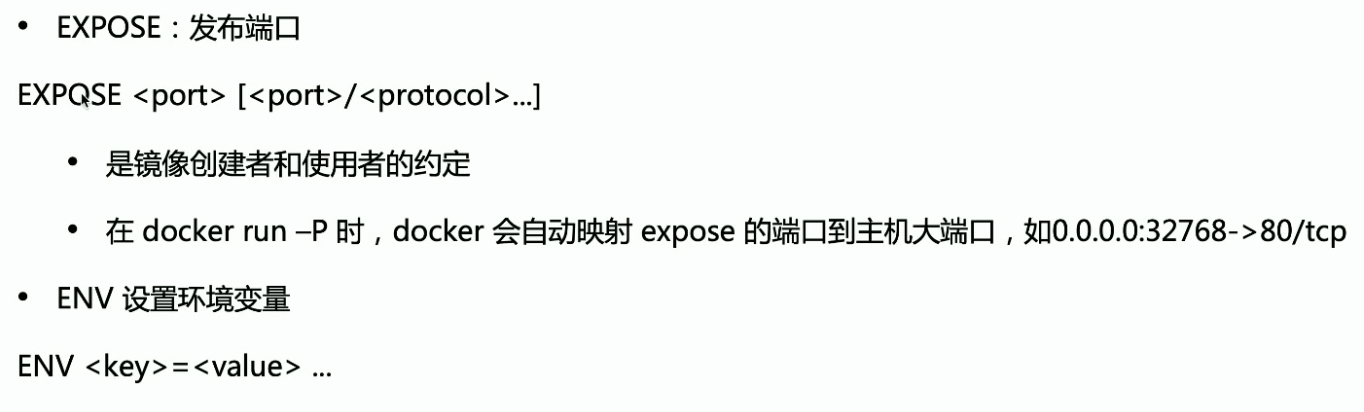 • EXPOSE：发布端口
EXPOSE <port> [<port>/<protocol>...]
• 是镜像创建者和使用者的约定
• 在 docker run –P 时，docker 会自动映射 expose 的端口到主机大端口，如0.0.0.0:32768->80/tcp
• ENV 设置环境变量
ENV <key>=<value> ...